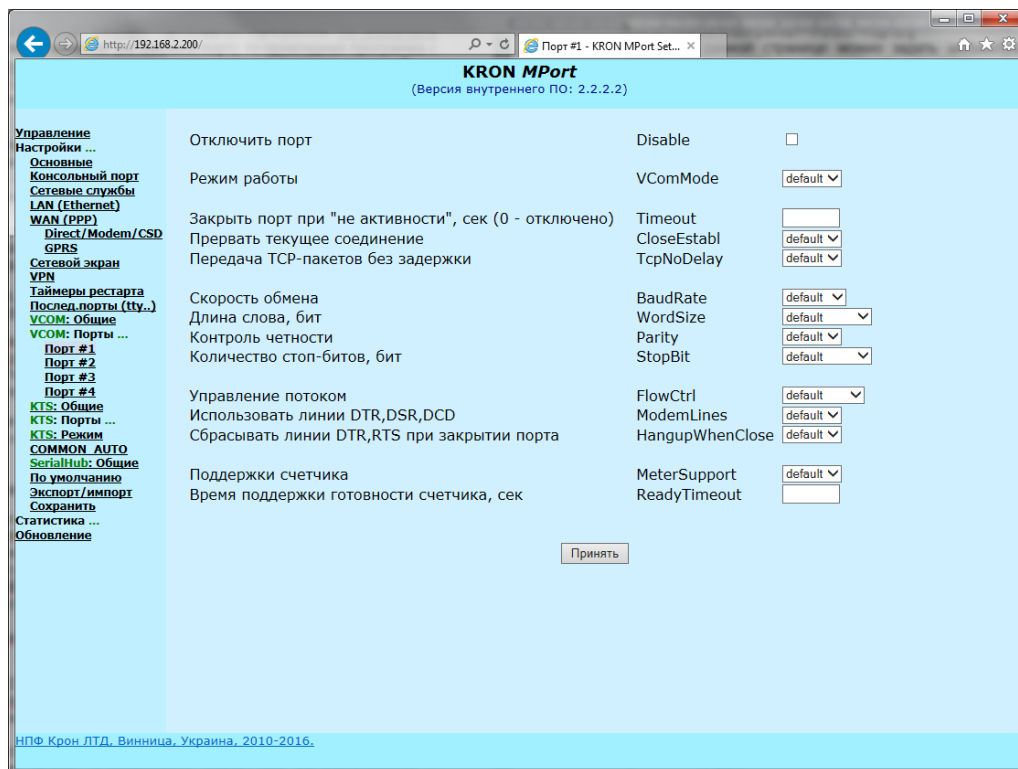 http://192.168.2.200/
Порт #1 - KRON MPort Set...
KRON MPort
(Версия внутреннего ПО: 2.2.2.2)
Управление
Настройки ...
Основные
Консольный порт
Сетевые службы
LAN (Ethernet)
WAN (PPP)
Direct/Modem/CSD
GPRS
Сетевой экран
VPN
Таймеры рестарта
Послед.порты (tty..)
VCOM: Общие
VCOM: Порты ...
Порт #1
Порт #2
Порт #3
Порт #4
KTS: Общие
KTS: Порты ...
KTS: Режим
COMMON_AUTO
SerialHub: Общие
По умолчанию
Экспорт/импорт
Сохранить
Статистика ...
Обновление
Отключить порт Disable
Режим работы VComMode default
Закрыть порт при "не активности", сек (0 - отключено) Timeout
Прервать текущее соединение CloseEstabl default
Передача TCP-пакетов без задержки TcpNoDelay default
Скорость обмена BaudRate default
Длина слова, бит WordSize default
Контроль четности Parity default
Количество стоп-битов, бит StopBit default
Управление потоком FlowCtrl default
Использовать линии DTR,DSR,DCD ModemLines default
Сбрасывать линии DTR,RTS при закрытии порта HangupWhenClose default
Поддержки счетчика MeterSupport default
Время поддержки готовности счетчика, сек ReadyTimeout
Принять
НПФ Крон ЛТД, Винница, Украина, 2010-2016.